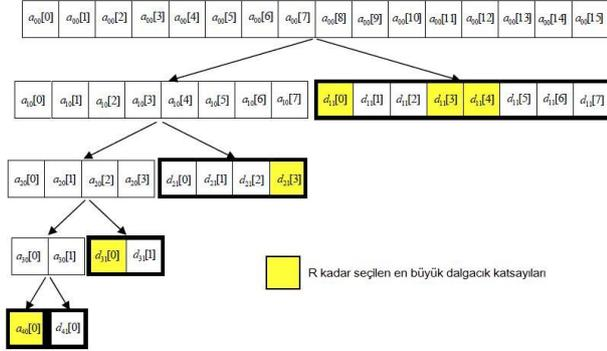 a00[0] a00[1] a00[2] a00[3] a00[4] a00[5] a00[6] a00[7] a00[8] a00[9] a00[10] a00[11] a00[12] a00[13] a00[14] a00[15]
a10[0] a10[1] a10[2] a10[3] a10[4] a10[5] a10[6] a10[7] d11[0] d11[1] d11[2] d11[3] d11[4] d11[5] d11[6] d11[7]
a20[0] a20[1] a20[2] a20[3] d21[0] d21[1] d21[2] d21[3]
a30[0] a30[1] d31[0] d31[1]
R kadar seçilen en büyük dalgacık katsayıları
a40[0] d41[0]